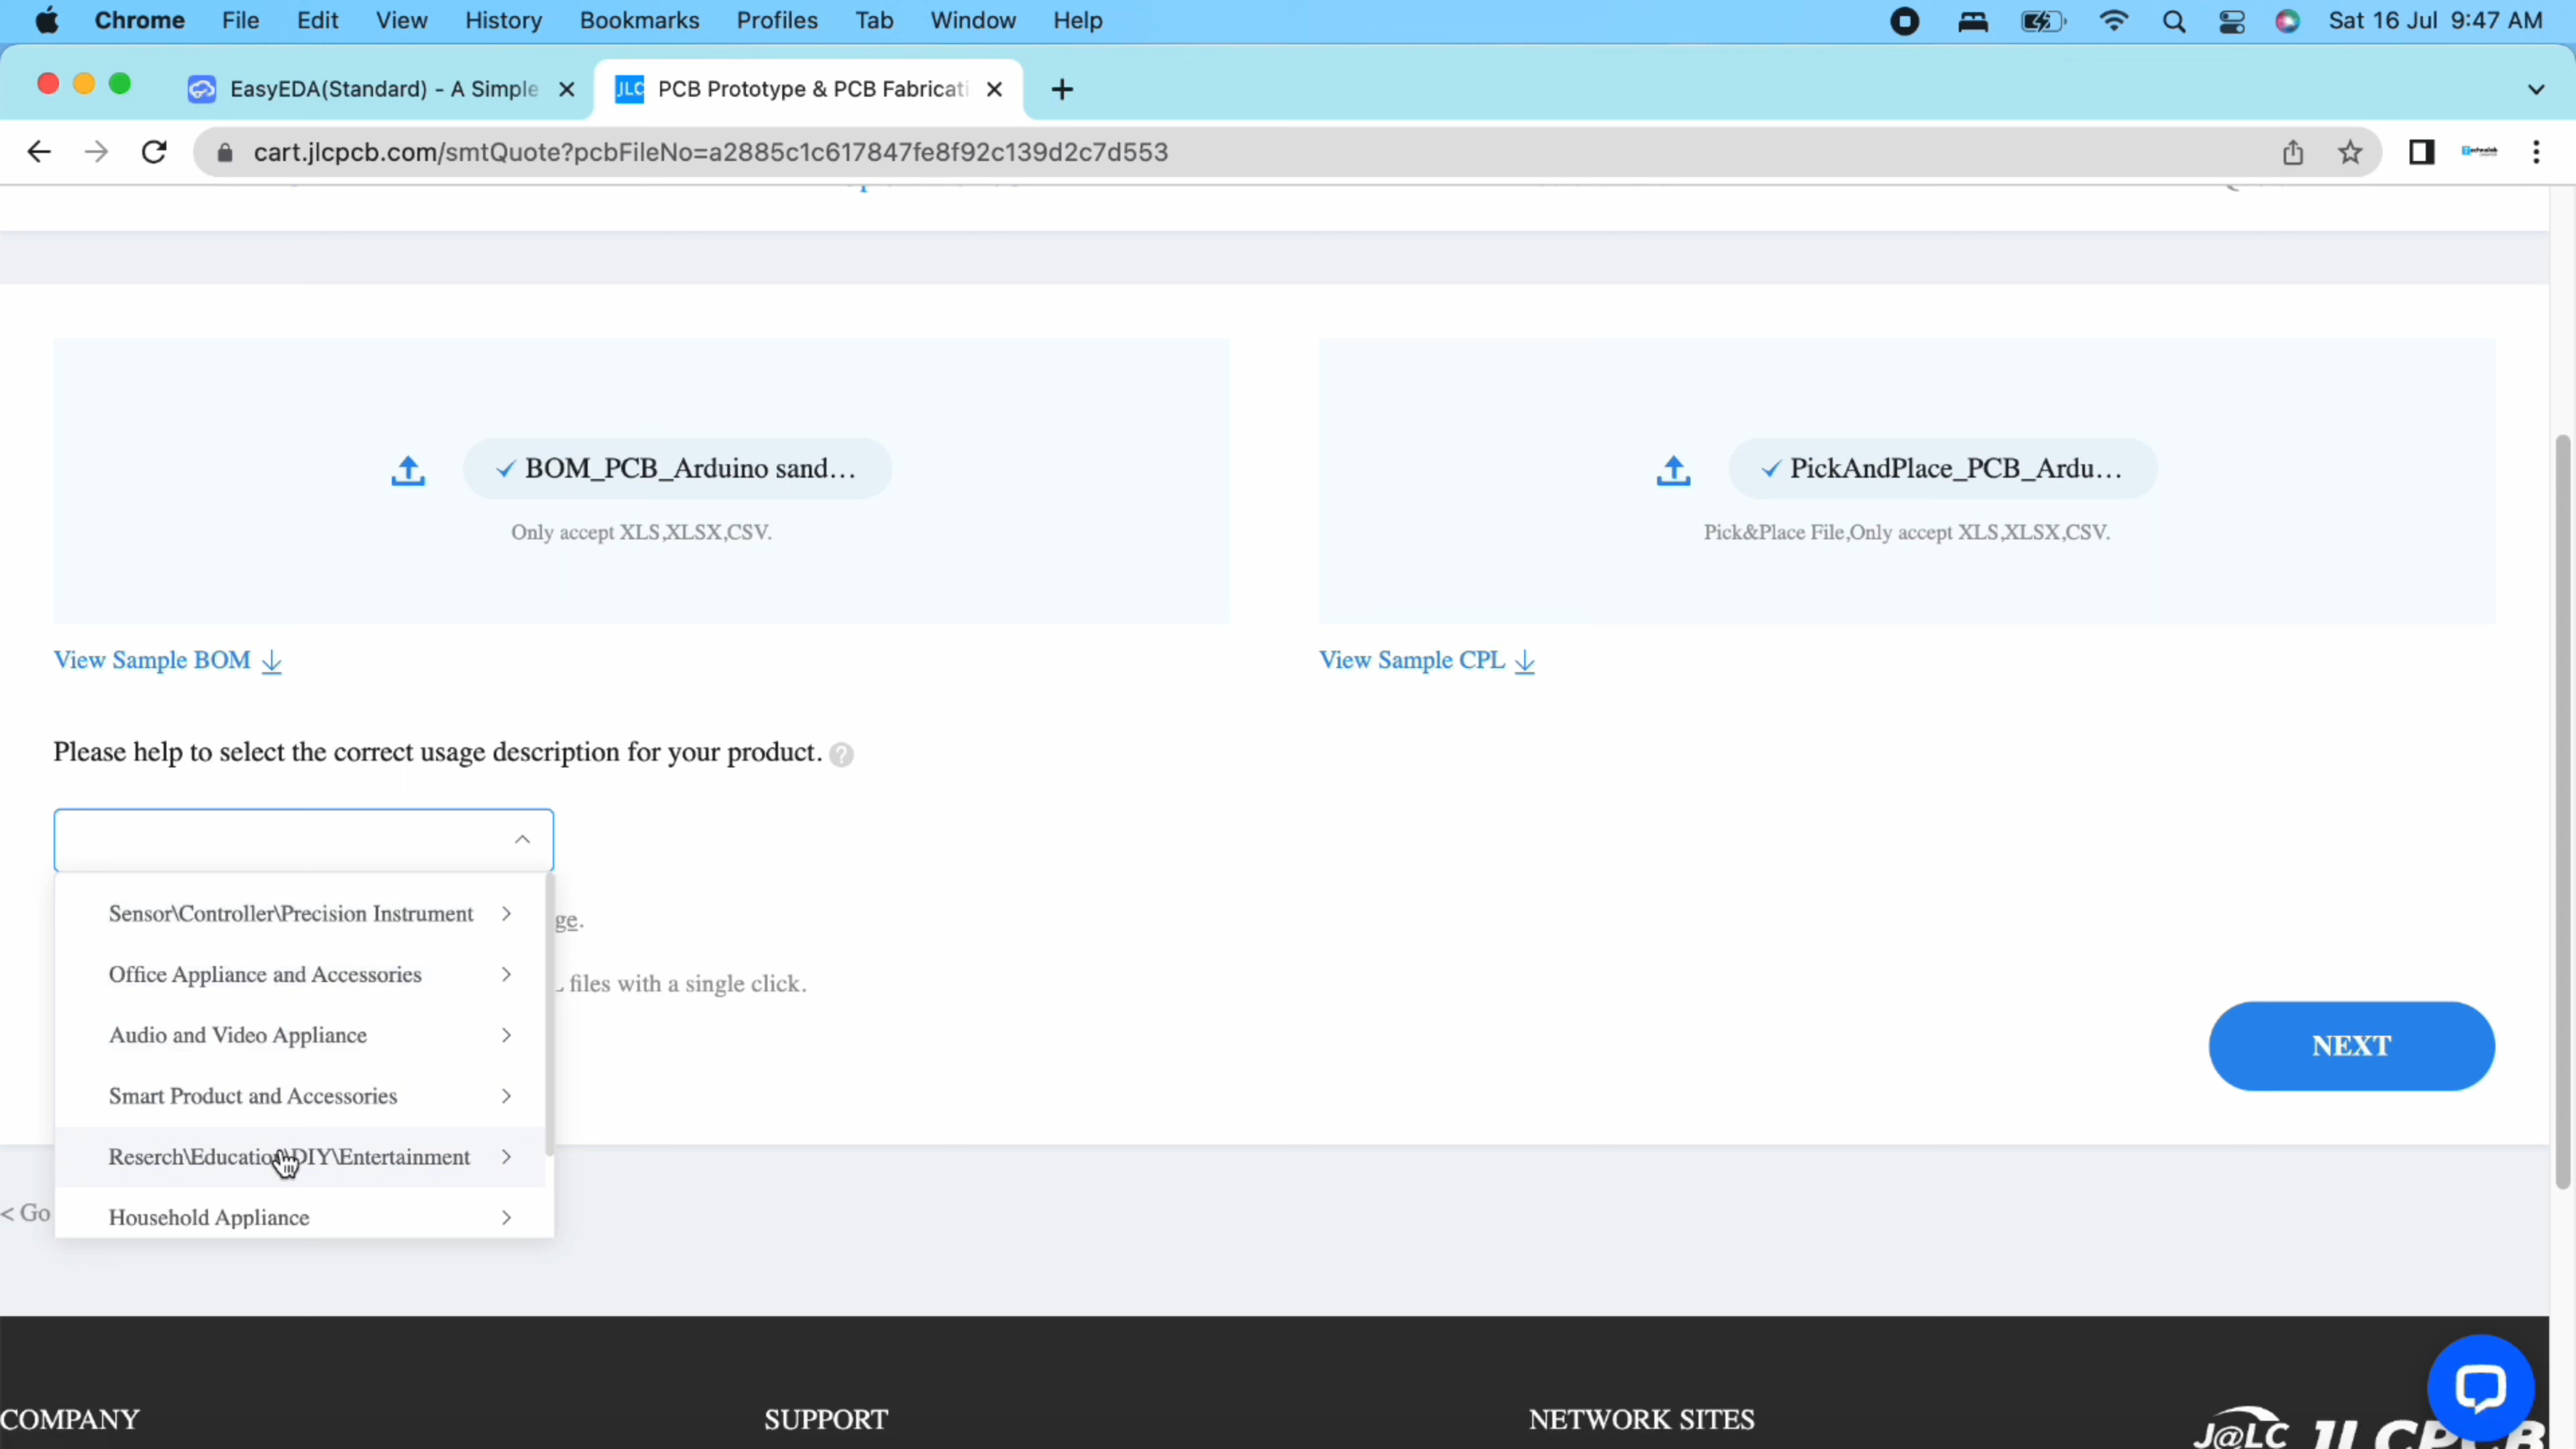 Chrome File Edit View History Bookmarks Profiles Tab Window Help Sat 16 Jul 9:47 AM
EasyEDA(Standard) - A Simple
JLC PCB Prototype & PCB Fabricati
cart.jlcpcb.com/smtQuote?pcbFileNo=a2885c1c617847fe8f92c139d2c7d553
BOM_PCB_Arduino sand...
Only accept XLS,XLSX,CSV.
PickAndPlace_PCB_Ardu...
Pick&Place File,Only accept XLS,XLSX,CSV.
View Sample BOM
View Sample CPL
Please help to select the correct usage description for your product. ?
Sensor\Controller\Precision Instrument
ge.
Office Appliance and Accessories
files with a single click.
Audio and Video Appliance
NEXT
Smart Product and Accessories
Reserch\Education\DIY\Entertainment
Household Appliance
< Go
COMPANY
SUPPORT
NETWORK SITES
J@LC JLCPCB